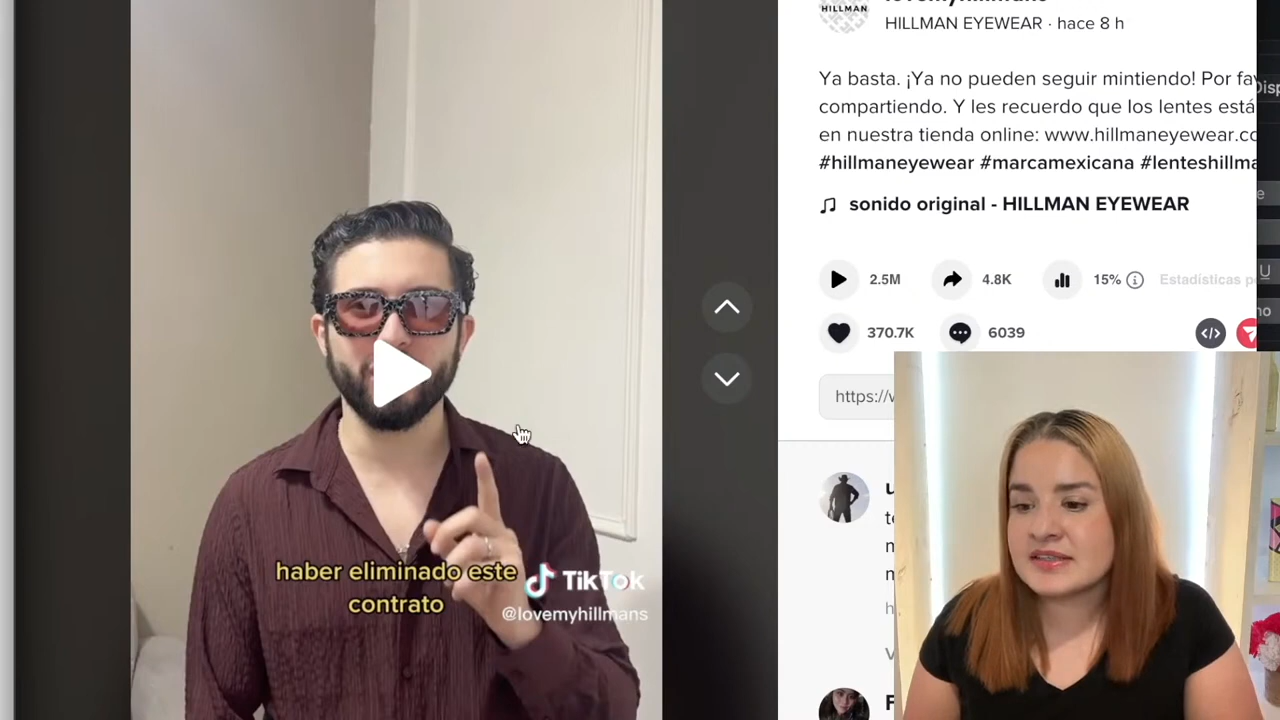 HILLMAN
lovemyhillmans
HILLMAN EYEWEAR · hace 8 h
Ya basta. ¡Ya no pueden seguir mintiendo! Por fav
compartiendo. Y les recuerdo que los lentes está
en nuestra tienda online: www.hillmaneyewear.co
#hillmaneyewear #marcamexicana #lenteshillma
sonido original - HILLMAN EYEWEAR
2.5M
4.8K
15%
Estadísticas p
370.7K
6039
https://w
haber eliminado este
contrato
TikTok
@lovemyhillmans